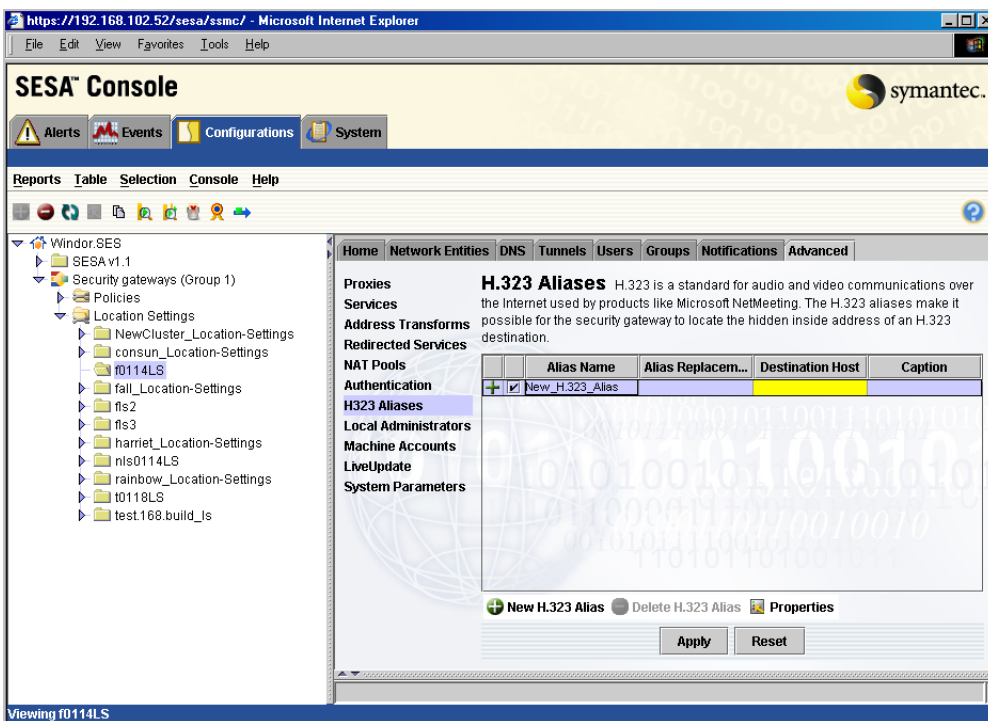 https://192.168.102.52/sesa/ssmc/ - Microsoft Internet Explorer
File Edit View Favorites Tools Help
SESA™ Console
symantec.
Alerts Events Configurations System
Reports Table Selection Console Help
Windor.SES
SESA v1.1
Security gateways (Group 1)
Policies
Location Settings
NewCluster_Location-Settings
consun_Location-Settings
f0114LS
fall_Location-Settings
fls2
fls3
harriet_Location-Settings
nls0114LS
rainbow_Location-Settings
t0118LS
test.168.build_ls
Home Network Entities DNS Tunnels Users Groups Notifications Advanced
Proxies
Services
Address Transforms
Redirected Services
NAT Pools
Authentication
H323 Aliases
Local Administrators
Machine Accounts
LiveUpdate
System Parameters
H.323 Aliases H.323 is a standard for audio and video communications over
the Internet used by products like Microsoft NetMeeting. The H.323 aliases make it
possible for the security gateway to locate the hidden inside address of an H.323
destination.
Alias Name Alias Replacem... Destination Host Caption
New_H.323_Alias
New H.323 Alias Delete H.323 Alias Properties
Apply Reset
Viewing f0114LS